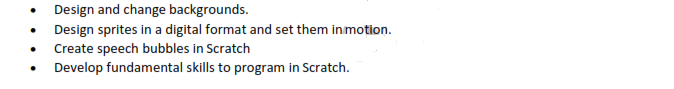 • Design and change backgrounds.
• Design sprites in a digital format and set them in motion.
• Create speech bubbles in Scratch
• Develop fundamental skills to program in Scratch.